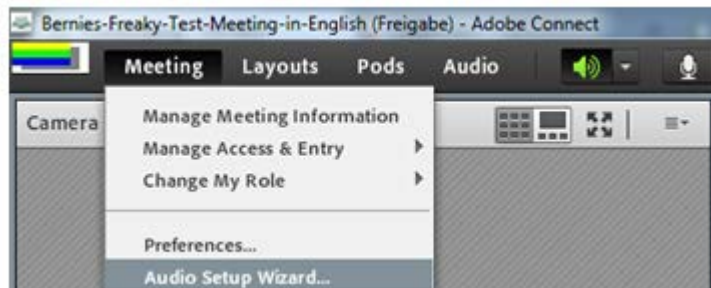 Bernies-Freaky-Test-Meeting-in-English (Freigabe) - Adobe Connect
Meeting Layouts Pods Audio
Camera
Manage Meeting Information
Manage Access & Entry
Change My Role
Preferences...
Audio Setup Wizard...